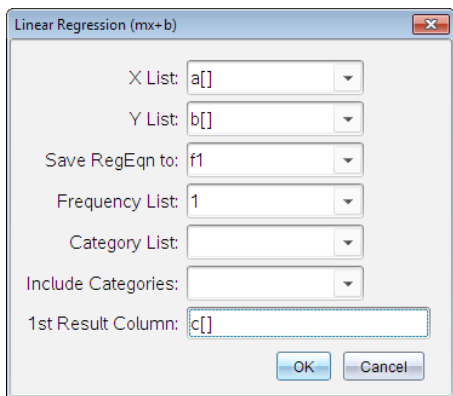 Linear Regression (mx+b)
X List: a[]
Y List: b[]
Save RegEqn to: f1
Frequency List: 1
Category List:
Include Categories:
1st Result Column: c[]
OK Cancel